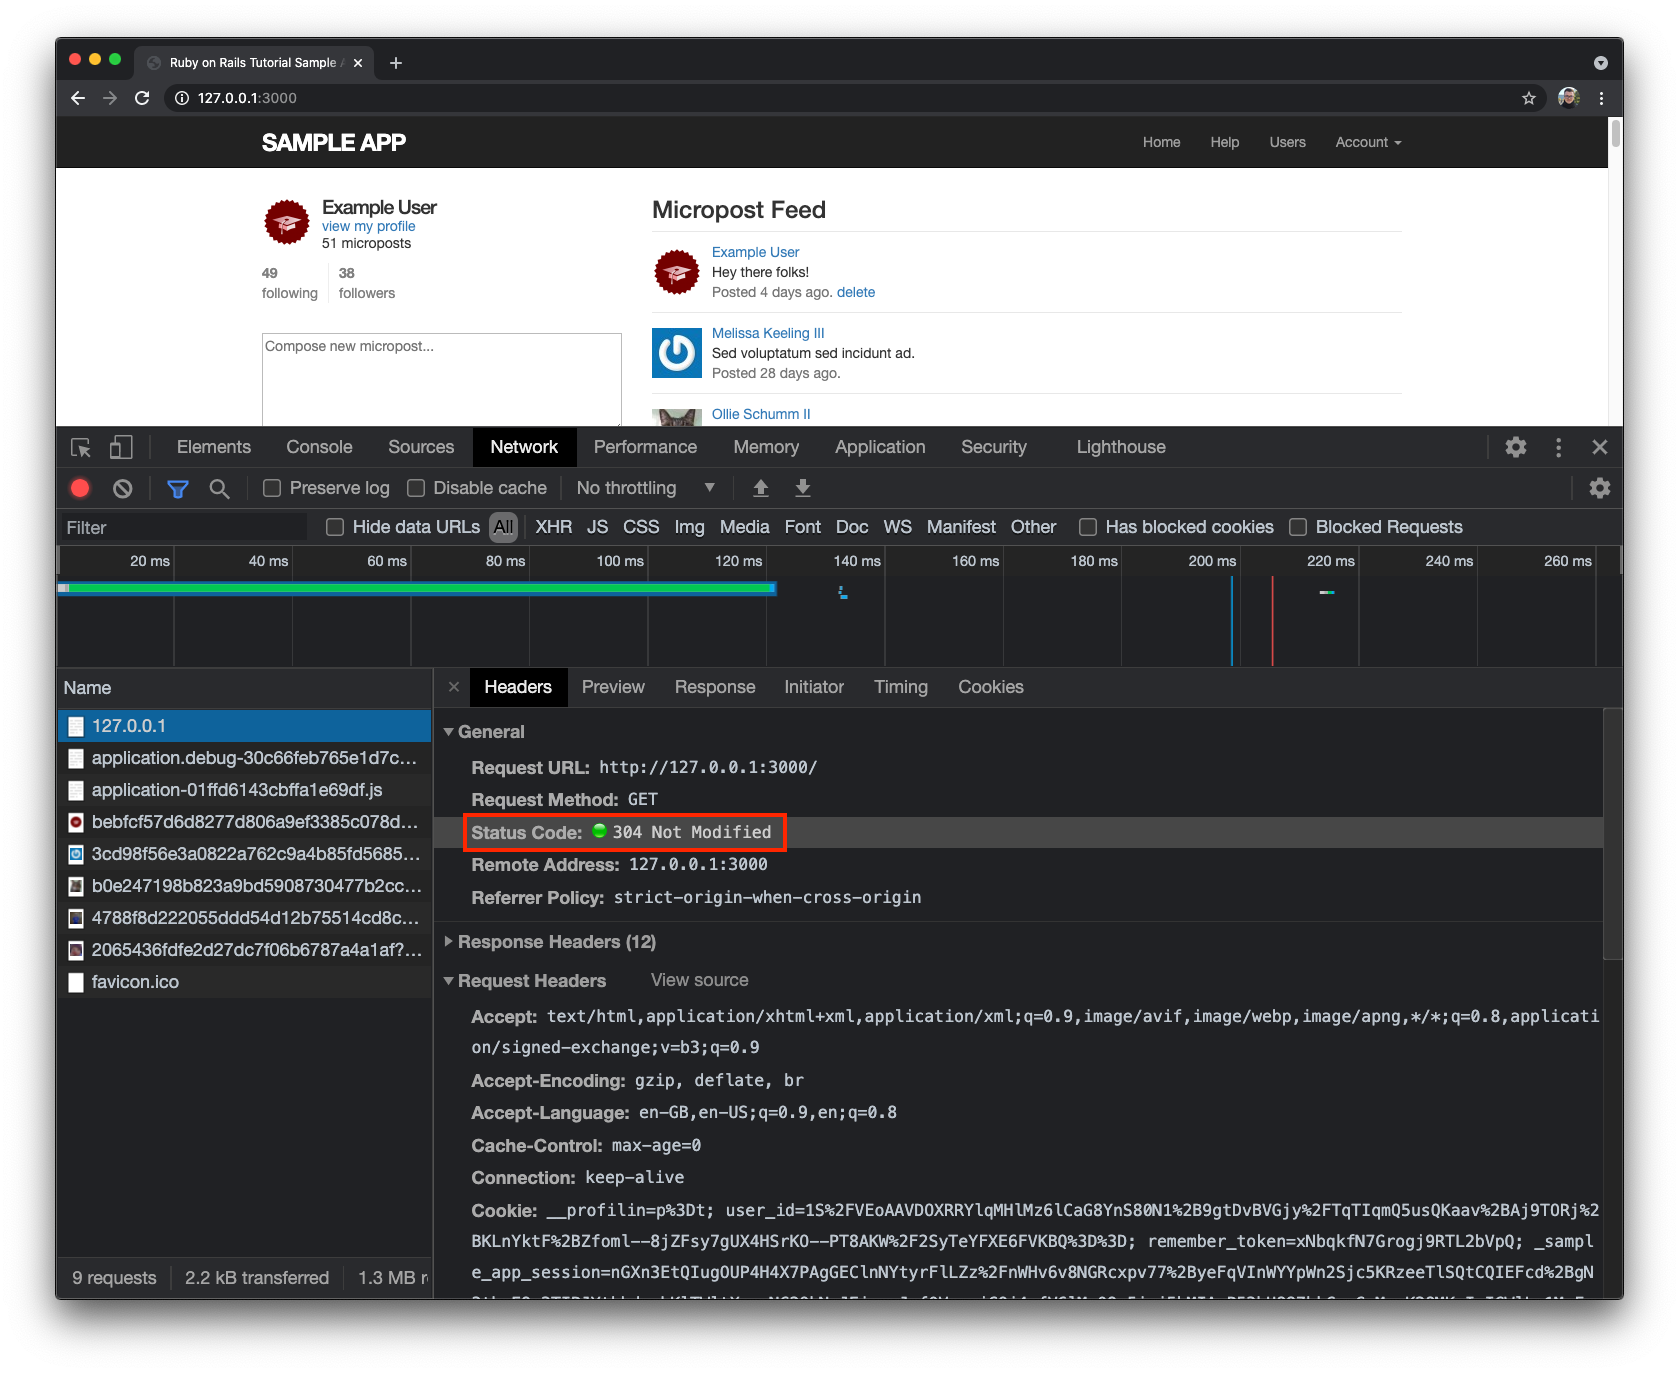 Ruby on Rails Tutorial Sample A
127.0.0.1:3000
SAMPLE APP
Home Help Users Account
Example User
view my profile
51 microposts
49 following
38 followers
Compose new micropost...
Micropost Feed
Example User
Hey there folks!
Posted 4 days ago. delete
Melissa Keeling III
Sed voluptatum sed incidunt ad.
Posted 28 days ago.
Ollie Schumm II
Elements Console Sources Network Performance Memory Application Security Lighthouse
Preserve log Disable cache No throttling
Filter Hide data URLs All XHR JS CSS Img Media Font Doc WS Manifest Other Has blocked cookies Blocked Requests
20 ms 40 ms 60 ms 80 ms 100 ms 120 ms 140 ms 160 ms 180 ms 200 ms 220 ms 240 ms 260 ms
Name
127.0.0.1
application.debug-30c66feb765e1d7c...
application-01ffd6143cbffa1e69df.js
bebfcf57d6d8277d806a9ef3385c078d...
3cd98f56e3a0822a762c9a4b85fd5685...
b0e247198b823a9bd5908730477b2cc...
4788f8d222055ddd54d12b75514cd8c...
2065436fdfe2d27dc7f06b6787a4a1af?...
favicon.ico
9 requests 2.2 kB transferred 1.3 MB r
Headers Preview Response Initiator Timing Cookies
General
Request URL: http://127.0.0.1:3000/
Request Method: GET
Status Code: 304 Not Modified
Remote Address: 127.0.0.1:3000
Referrer Policy: strict-origin-when-cross-origin
Response Headers (12)
Request Headers View source
Accept: text/html,application/xhtml+xml,application/xml;q=0.9,image/avif,image/webp,image/apng,*/*;q=0.8,applicati
on/signed-exchange;v=b3;q=0.9
Accept-Encoding: gzip, deflate, br
Accept-Language: en-GB,en-US;q=0.9,en;q=0.8
Cache-Control: max-age=0
Connection: keep-alive
Cookie: __profilin=p%3Dt; user_id=1S%2FVEoAAVDOXRRYlqMHlMz6lCaG8YnS80N1%2B9gtDvBVGjy%2FTqTIqmQ5usQKaav%2BAj9TORj%2
BKLnYktF%2BZfoml--8jZFsy7gUX4HSrKO--PT8AKW%2F2SyTeYFXE6FVKBQ%3D%3D; remember_token=xNbqkfN7Grogj9RTL2bVpQ; _sampl
e_app_session=nGXn3EtQIugOUP4H4X7PAgGEClnNYtyrFlLZz%2FnWHv6v8NGRcxpv77%2ByeFqVInWYYpWn2Sjc5KRzeeTlSQtCQIEFcd%2BgN